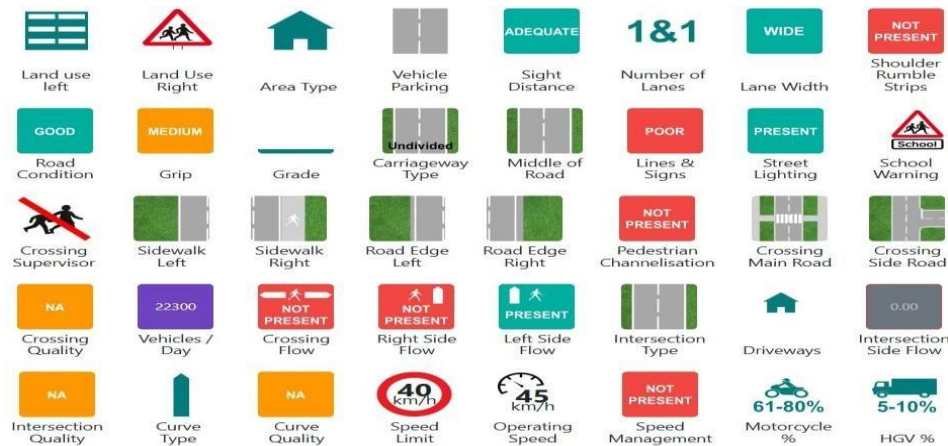 ADEQUATE
1&1
WIDE
NOT
PRESENT
Land use
left
Land Use
Right
Area Type
Vehicle
Parking
Sight
Distance
Number of
Lanes
Lane Width
Shoulder
Rumble
Strips
GOOD
MEDIUM
Undivided
POOR
PRESENT
School
Road
Condition
Grip
Grade
Carriageway
Type
Middle of
Road
Lines &
Signs
Street
Lighting
School
Warning
NOT
PRESENT
Crossing
Supervisor
Sidewalk
Left
Sidewalk
Right
Road Edge
Left
Road Edge
Right
Pedestrian
Channelisation
Crossing
Main Road
Crossing
Side Road
NA
22300
NOT
PRESENT
NOT
PRESENT
PRESENT
0.00
Crossing
Quality
Vehicles /
Day
Crossing
Flow
Right Side
Flow
Left Side
Flow
Intersection
Type
Driveways
Intersection
Side Flow
NA
NA
40
km/h
45
km/h
NOT
PRESENT
61-80%
5-10%
Intersection
Quality
Curve
Type
Curve
Quality
Speed
Limit
Operating
Speed
Speed
Management
Motorcycle
%
HGV %